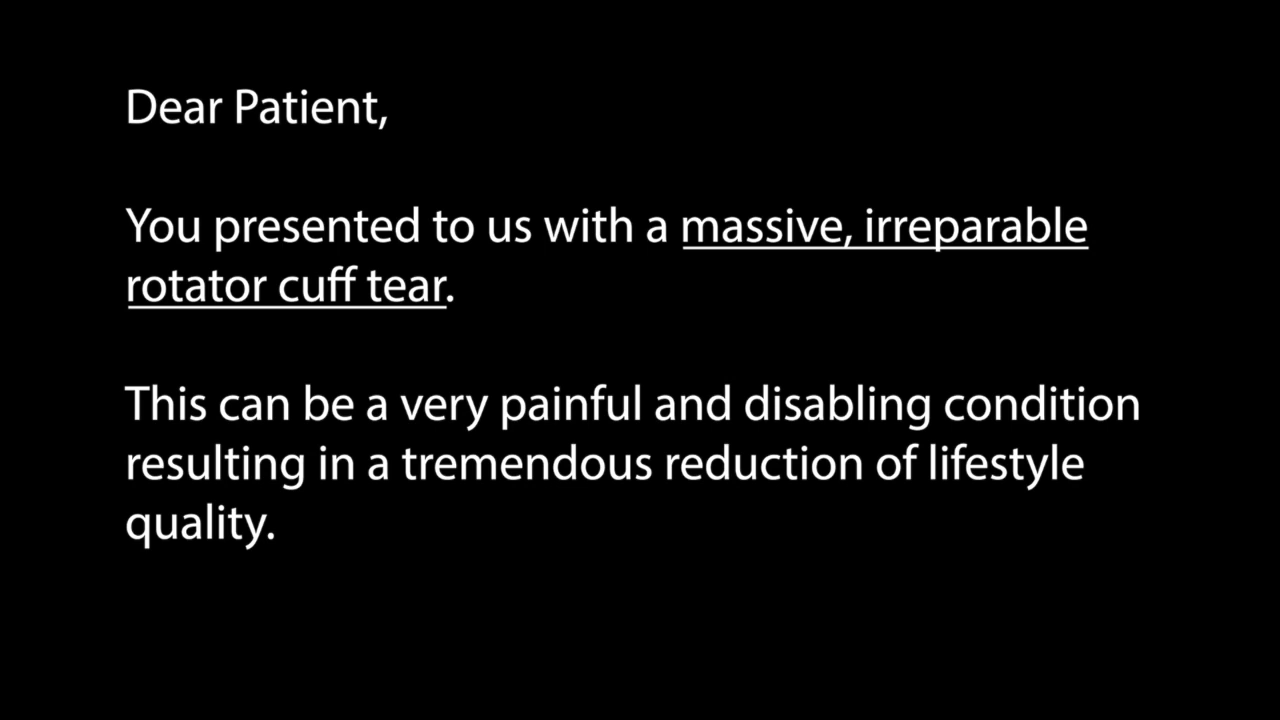 Dear Patient,
You presented to us with a massive, irreparable
rotator cuff tear.
This can be a very painful and disabling condition
resulting in a tremendous reduction of lifestyle
quality.